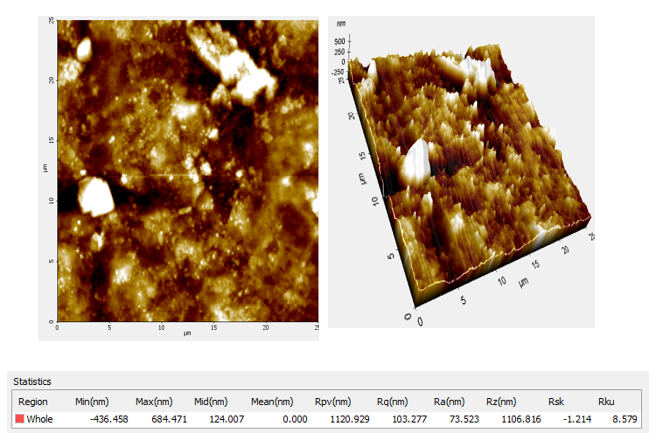 25
20
15
μm
10
5
0
0 5 10 15 20 25
μm
nm
500
250
0
-250
25
20
15
μm
10
5
0
0 5 10 15 20 25
μm
Statistics
Region Min(nm) Max(nm) Mid(nm) Mean(nm) Rpv(nm) Rq(nm) Ra(nm) Rz(nm) Rsk Rku
Whole -436.458 684.471 124.007 0.000 1120.929 103.277 73.523 1106.816 -1.214 8.579